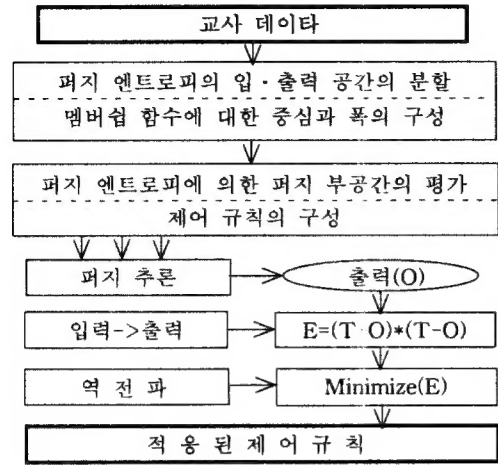 교사 데이타
퍼지 엔트로피의 입·출력 공간의 분할
멤버쉽 함수에 대한 중심과 폭의 구성
퍼지 엔트로피에 의한 퍼지 부공간의 평가
제어 규칙의 구성
퍼지 추론
출력(O)
입력->출력
E=(T-O)*(T-O)
역 전 파
Minimize(E)
적 응 된 제 어 규 칙